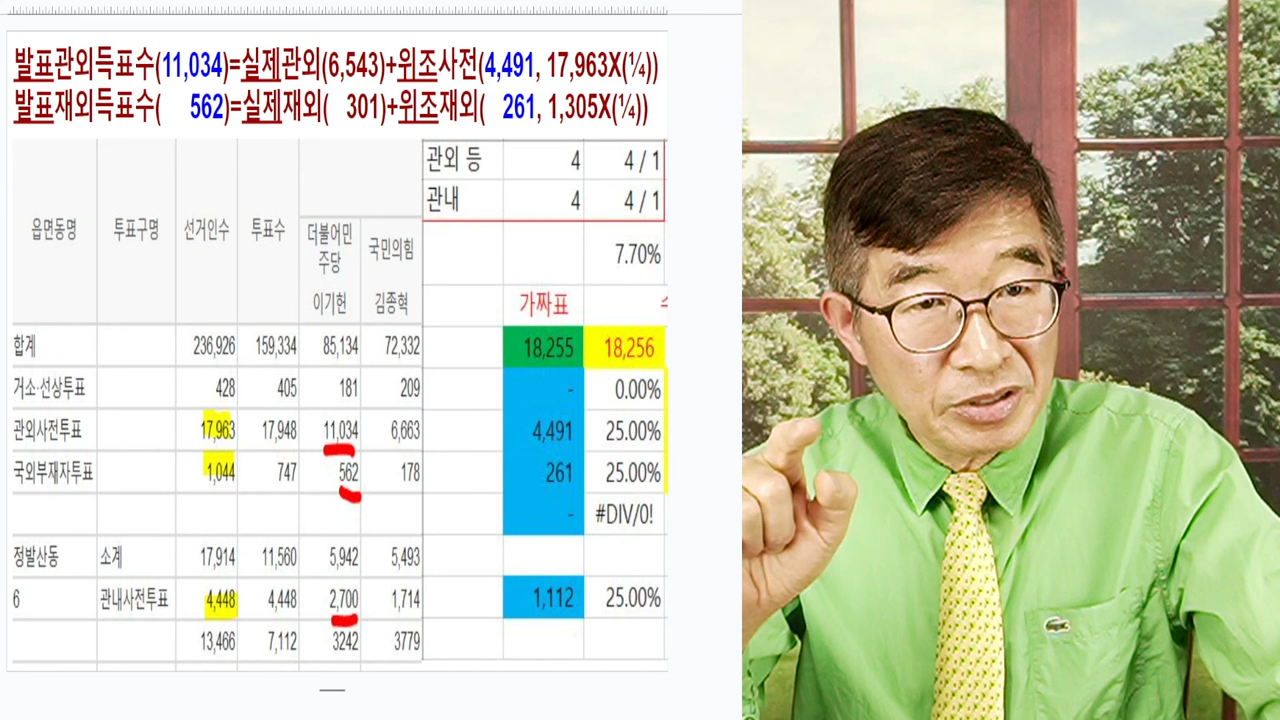 발표관외득표수(11,034)=실제관외(6,543)+위조사전(4,491, 17,963X(¼))
발표재외득표수( 562)=실제재외( 301)+위조재외( 261, 1,305X(¼))
관외 등 4 4 / 1
관내 4 4 / 1
읍면동명 투표구명 선거인수 투표수 더불어민주당 이기헌 국민의힘 김종혁
7.70%
가짜표
합계 236,926 159,334 85,134 72,332 18,255 18,256
거소·선상투표 428 405 181 209 - 0.00%
관외사전투표 17,963 17,948 11,034 6,663 4,491 25.00%
국외부재자투표 1,044 747 562 178 261 25.00%
- #DIV/0!
정발산동 소계 17,914 11,560 5,942 5,493
6 관내사전투표 4,448 4,448 2,700 1,714 1,112 25.00%
13,466 7,112 3242 3779